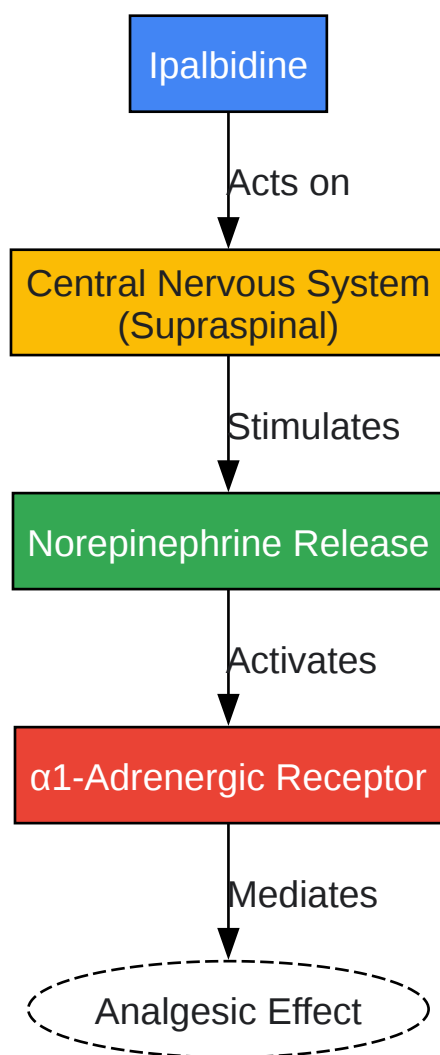 Ipalbidine
Acts on
Central Nervous System
(Supraspinal)
Stimulates
Norepinephrine Release
Activates
α1-Adrenergic Receptor
Mediates
Analgesic Effect